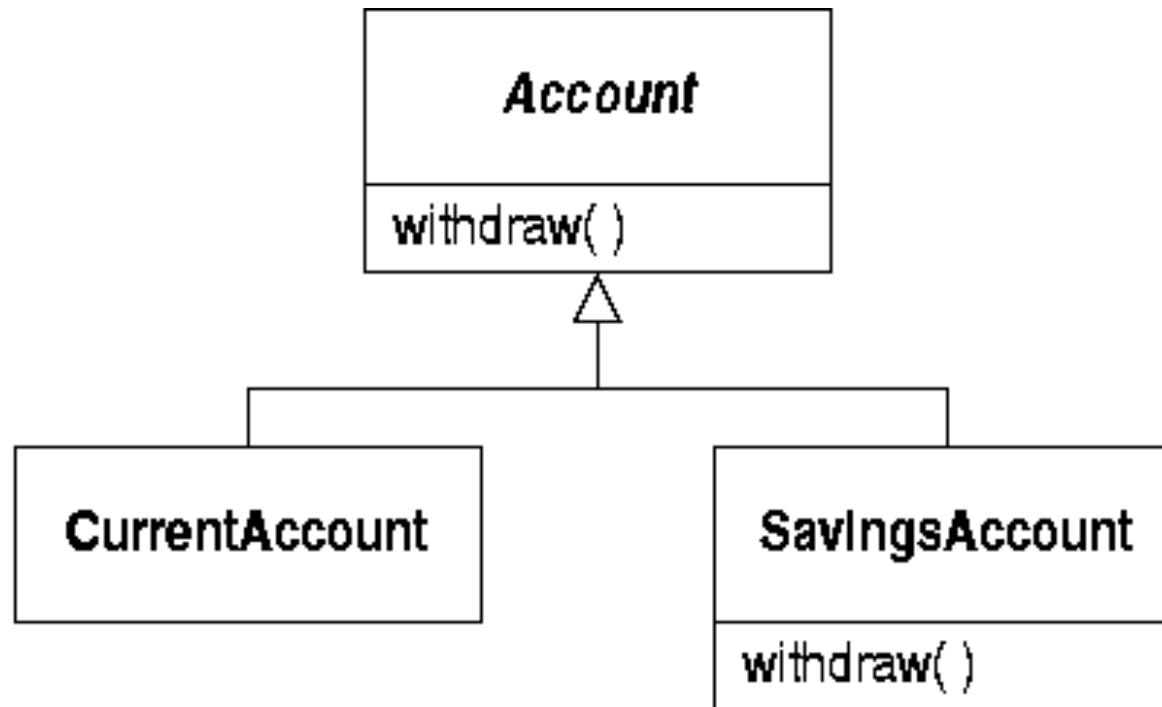 Account
withdraw( )
CurrentAccount
SavingsAccount
withdraw( )